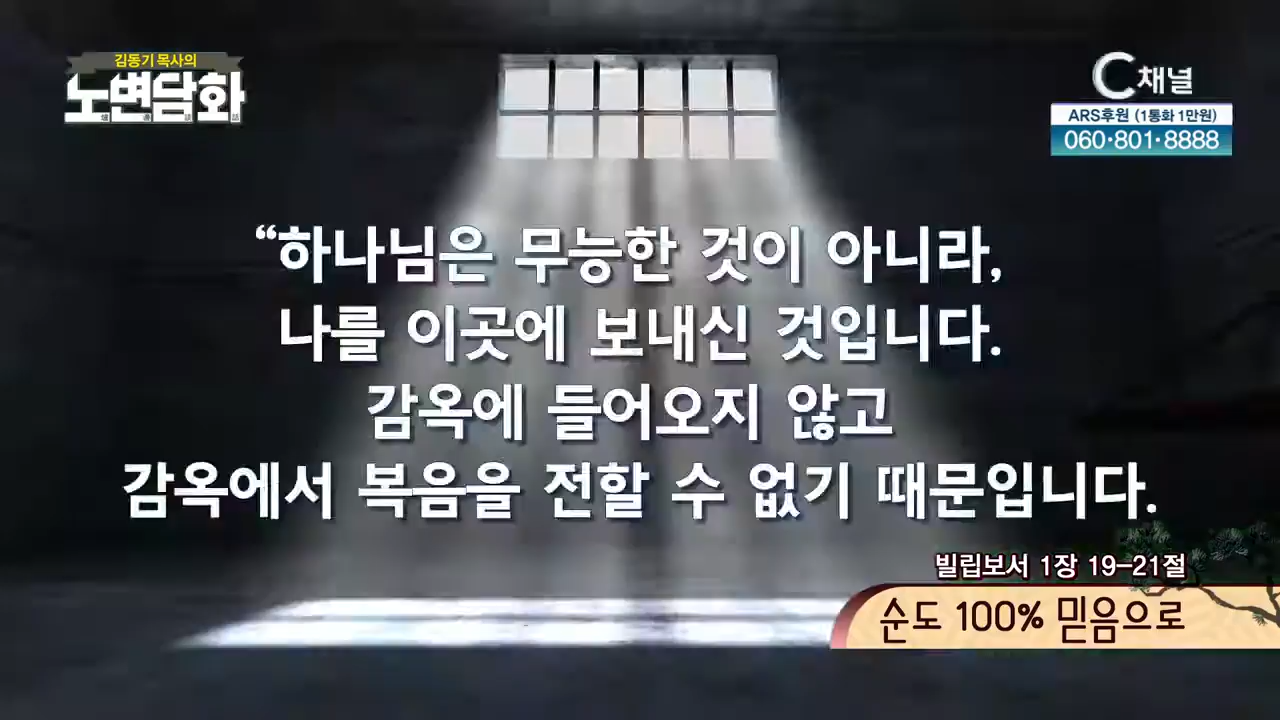 김동기 목사의
노변담화
C채널
ARS후원 (1통화 1만원)
060·801·8888
“하나님은 무능한 것이 아니라,
나를 이곳에 보내신 것입니다.
감옥에 들어오지 않고
감옥에서 복음을 전할 수 없기 때문입니다.
빌립보서 1장 19-21절
순도 100% 믿음으로